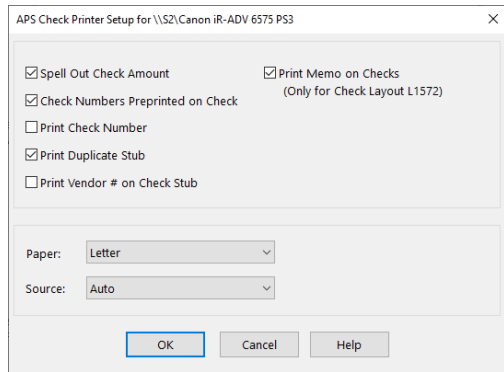 APS Check Printer Setup for \\S2\Canon iR-ADV 6575 PS3
Spell Out Check Amount
Check Numbers Preprinted on Check
Print Check Number
Print Duplicate Stub
Print Vendor # on Check Stub
Print Memo on Checks
(Only for Check Layout L1572)
Paper: Letter
Source: Auto
OK Cancel Help